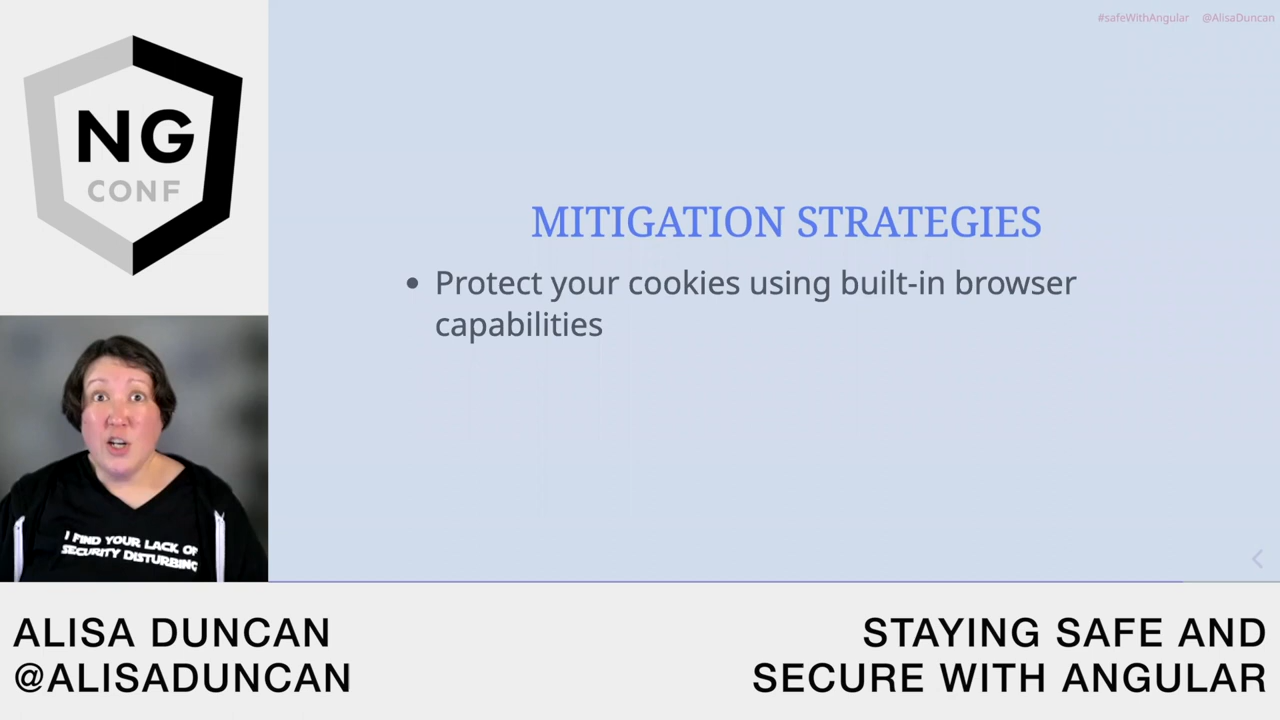 #safeWithAngular @AlisaDuncan
NG
CONF
MITIGATION STRATEGIES
Protect your cookies using built-in browser
capabilities
I FIND YOUR LACK OF
SECURITY DISTURBING
ALISA DUNCAN
@ALISADUNCAN
STAYING SAFE AND
SECURE WITH ANGULAR